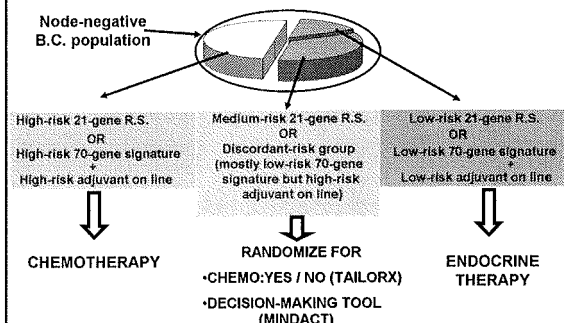 Node-negative
B.C. population
High-risk 21-gene R.S.
OR
High-risk 70-gene signature
+
High-risk adjuvant on line
Medium-risk 21-gene R.S.
OR
Discordant-risk group
(mostly low-risk 70-gene
signature but high-risk
adjuvant on line)
Low-risk 21-gene R.S.
OR
Low-risk 70-gene signature
+
Low-risk adjuvant on line
CHEMOTHERAPY
RANDOMIZE FOR
•CHEMO:YES / NO (TAILORX)
•DECISION-MAKING TOOL
(MINDACT)
ENDOCRINE
THERAPY